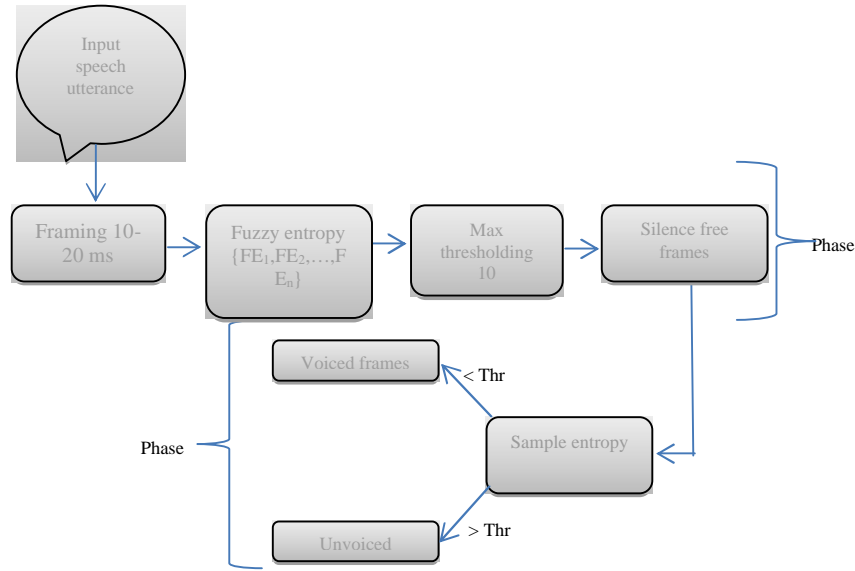 Input
speech
utterance
Framing 10-
20 ms
Fuzzy entropy
{FE₁,FE₂,…,F
Eₙ}
Max
thresholding
10
Silence free
frames
Phase
Voiced frames
< Thr
Sample entropy
Phase
> Thr
Unvoiced